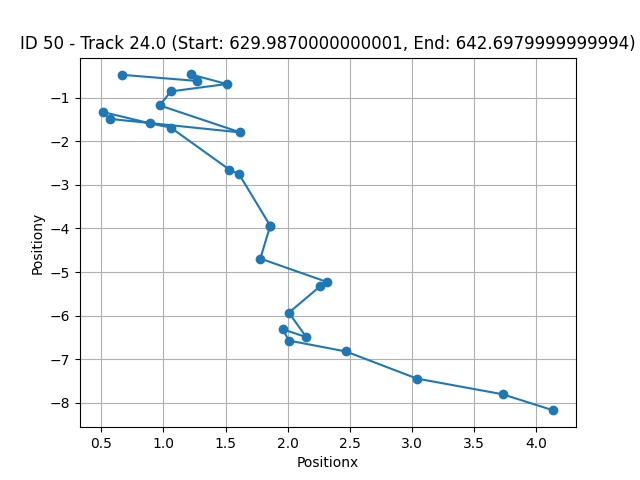 ID 50 - Track 24.0 (Start: 629.9870000000001, End: 642.6979999999994)
−1
−2
−3
−4
−5
−6
−7
−8
Positiony
0.5 1.0 1.5 2.0 2.5 3.0 3.5 4.0
Positionx